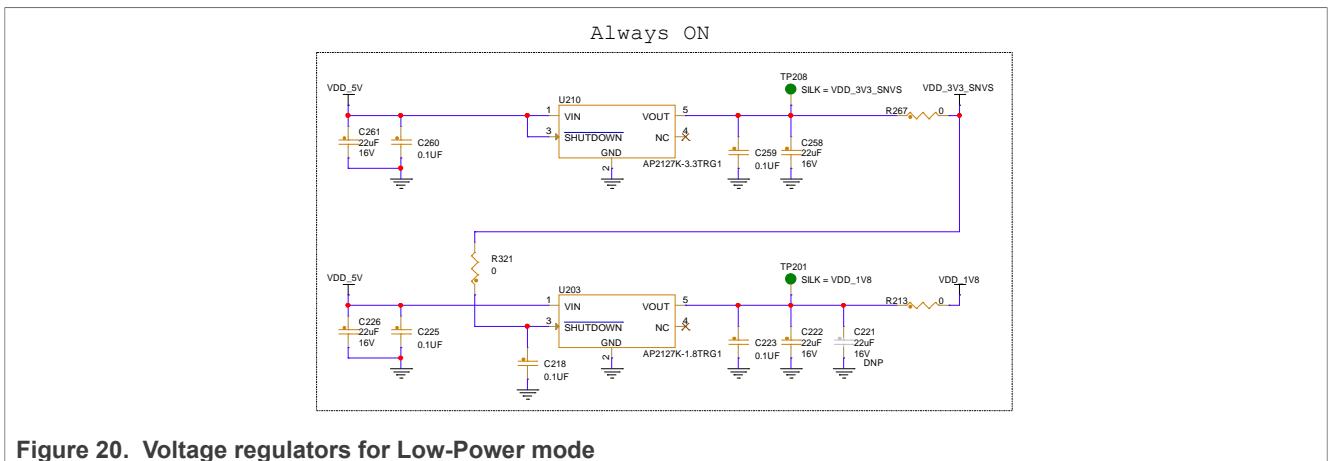 Always ON
TP208
VDD_5V
SILK = VDD_3V3_SNVS
VDD_3V3_SNVS
U210
1
VIN
VOUT
5
R267
0
C261
22uF
16V
C260
0.1UF
3
SHUTDOWN
NC
4
GND
2
AP2127K-3.3TRG1
C259
0.1UF
C258
22uF
16V
R321
0
TP201
VDD_5V
SILK = VDD_1V8
VDD_1V8
U203
1
VIN
VOUT
5
R213
0
C226
22uF
16V
C225
0.1UF
3
SHUTDOWN
NC
4
GND
2
AP2127K-1.8TRG1
C218
0.1UF
C223
0.1UF
C222
22uF
16V
C221
22uF
16V
DNP
Figure 20. Voltage regulators for Low-Power mode